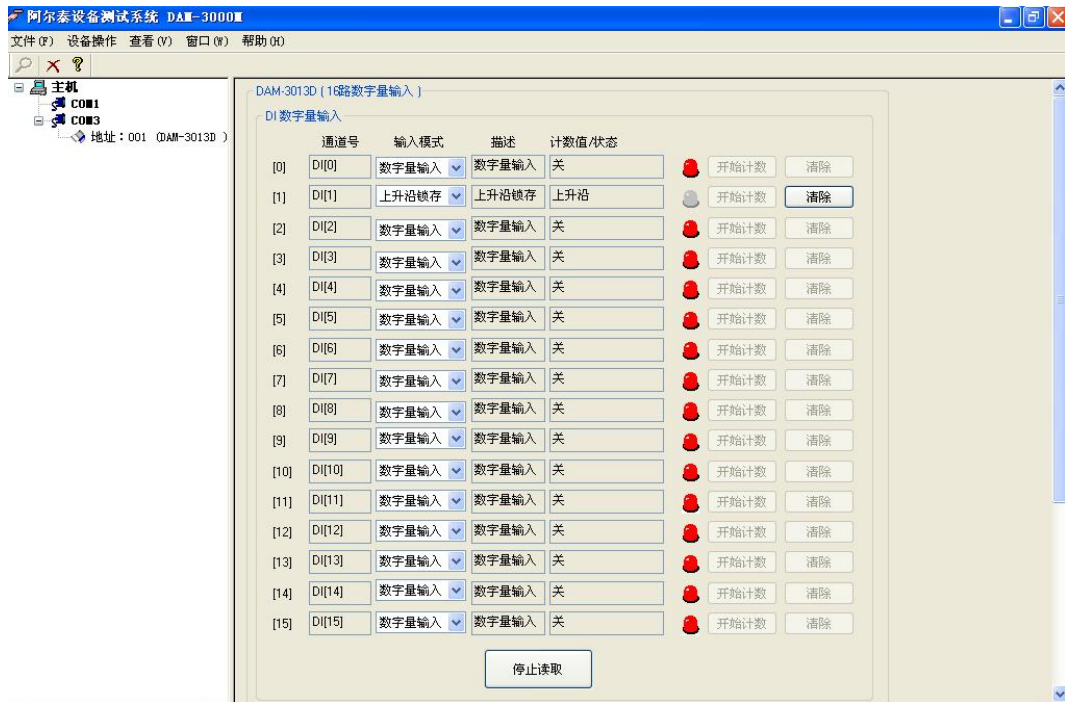 阿尔泰设备测试系统 DAM-3000M
文件(F) 设备操作 查看(V) 窗口(W) 帮助(H)
主机
COM1
COM3
地址：001 (DAM-3013D )
DAM-3013D ( 16路数字量输入 )
DI 数字量输入
通道号 输入模式 描述 计数值/状态
[0] DI[0] 数字量输入 数字量输入 关 开始计数 清除
[1] DI[1] 上升沿锁存 上升沿锁存 上升沿 开始计数 清除
[2] DI[2] 数字量输入 数字量输入 关 开始计数 清除
[3] DI[3] 数字量输入 数字量输入 关 开始计数 清除
[4] DI[4] 数字量输入 数字量输入 关 开始计数 清除
[5] DI[5] 数字量输入 数字量输入 关 开始计数 清除
[6] DI[6] 数字量输入 数字量输入 关 开始计数 清除
[7] DI[7] 数字量输入 数字量输入 关 开始计数 清除
[8] DI[8] 数字量输入 数字量输入 关 开始计数 清除
[9] DI[9] 数字量输入 数字量输入 关 开始计数 清除
[10] DI[10] 数字量输入 数字量输入 关 开始计数 清除
[11] DI[11] 数字量输入 数字量输入 关 开始计数 清除
[12] DI[12] 数字量输入 数字量输入 关 开始计数 清除
[13] DI[13] 数字量输入 数字量输入 关 开始计数 清除
[14] DI[14] 数字量输入 数字量输入 关 开始计数 清除
[15] DI[15] 数字量输入 数字量输入 关 开始计数 清除
停止读取